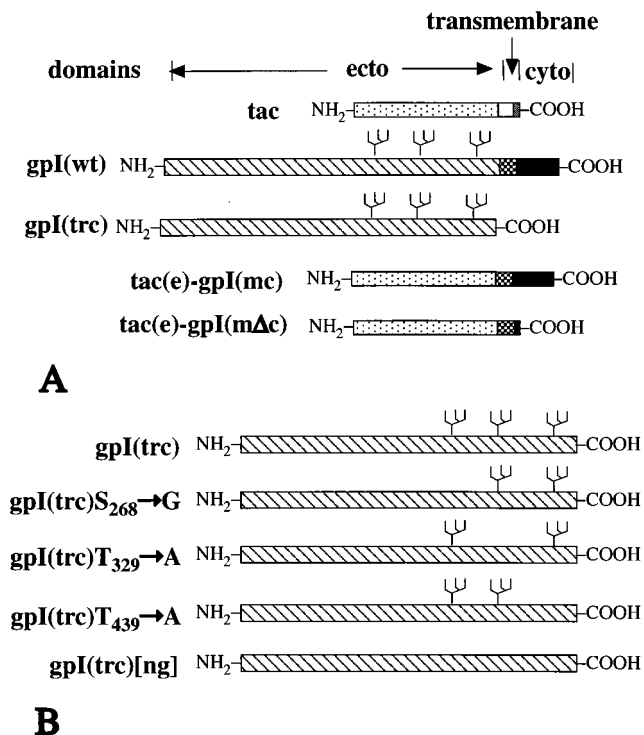 transmembrane
domains ecto cyto
tac NH₂ COOH
gpI(wt) NH₂ COOH
gpI(trc) NH₂ COOH
tac(e)-gpI(mc) NH₂ COOH
tac(e)-gpI(mΔc) NH₂ COOH
A
gpI(trc) NH₂ COOH
gpI(trc)S₂₆₈→G NH₂ COOH
gpI(trc)T₃₂₉→A NH₂ COOH
gpI(trc)T₄₃₉→A NH₂ COOH
gpI(trc)[ng] NH₂ COOH
B